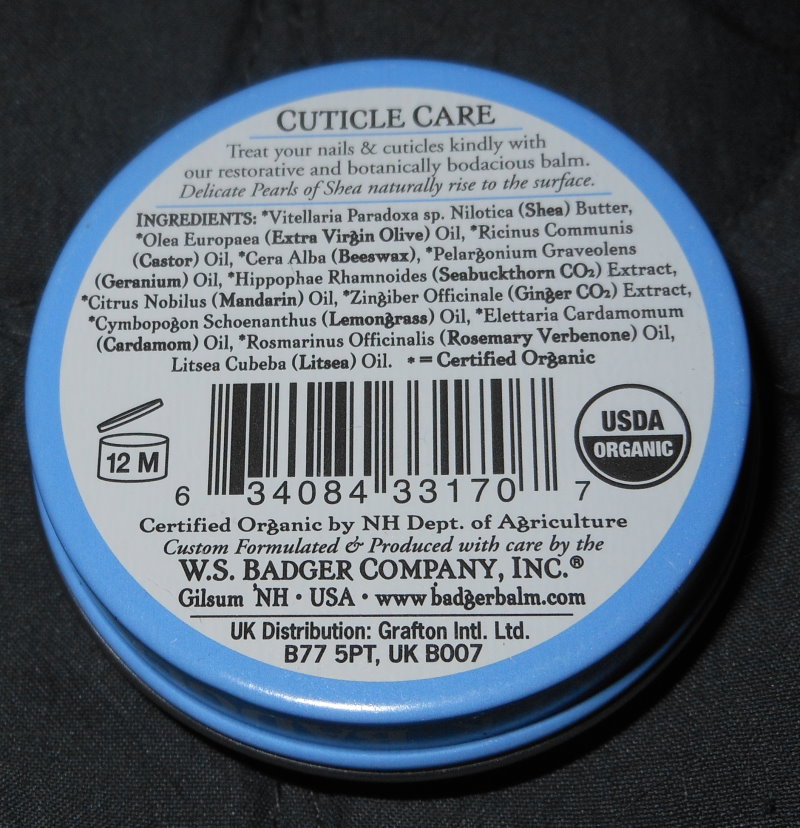 CUTICLE CARE
Treat your nails & cuticles kindly with
our restorative and botanically bodacious balm.
Delicate Pearls of Shea naturally rise to the surface.
INGREDIENTS: *Vitellaria Paradoxa sp. Nilotica (Shea) Butter,
*Olea Europaea (Extra Virgin Olive) Oil, *Ricinus Communis
(Castor) Oil, *Cera Alba (Beeswax), *Pelargonium Graveolens
(Geranium) Oil, *Hippophae Rhamnoides (Seabuckthorn CO₂) Extract,
*Citrus Nobilus (Mandarin) Oil, *Zingiber Officinale (Ginger CO₂) Extract,
*Cymbopogon Schoenanthus (Lemongrass) Oil, *Elettaria Cardamomum
(Cardamom) Oil, *Rosmarinus Officinalis (Rosemary Verbenone) Oil,
Litsea Cubeba (Litsea) Oil. * = Certified Organic
12 M
USDA
ORGANIC
6 34084 33170 7
Certified Organic by NH Dept. of Agriculture
Custom Formulated & Produced with care by the
W.S. BADGER COMPANY, INC.®
Gilsum NH • USA • www.badgerbalm.com
UK Distribution: Grafton Intl. Ltd.
B77 5PT, UK B007